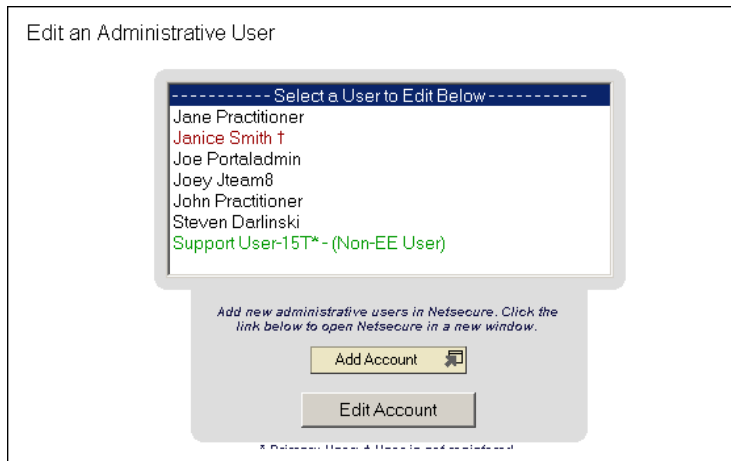 Edit an Administrative User
-----------Select a User to Edit Below-----------
Jane Practitioner
Janice Smith †
Joe Portaladmin
Joey Jteam8
John Practitioner
Steven Darlinski
Support User-15T* - (Non-EE User)
Add new administrative users in Netsecure. Click the
link below to open Netsecure in a new window.
Add Account
Edit Account